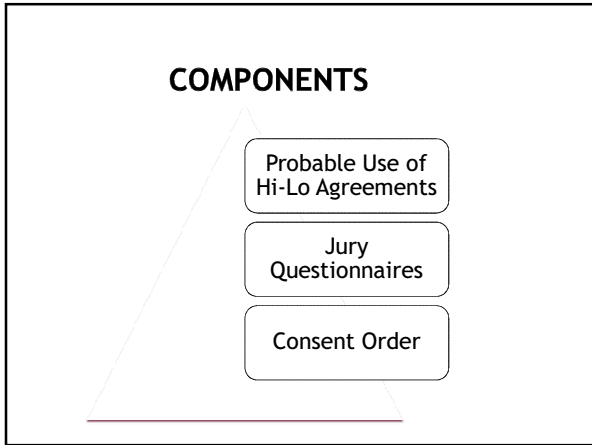 COMPONENTS
Probable Use of
Hi-Lo Agreements
Jury
Questionnaires
Consent Order